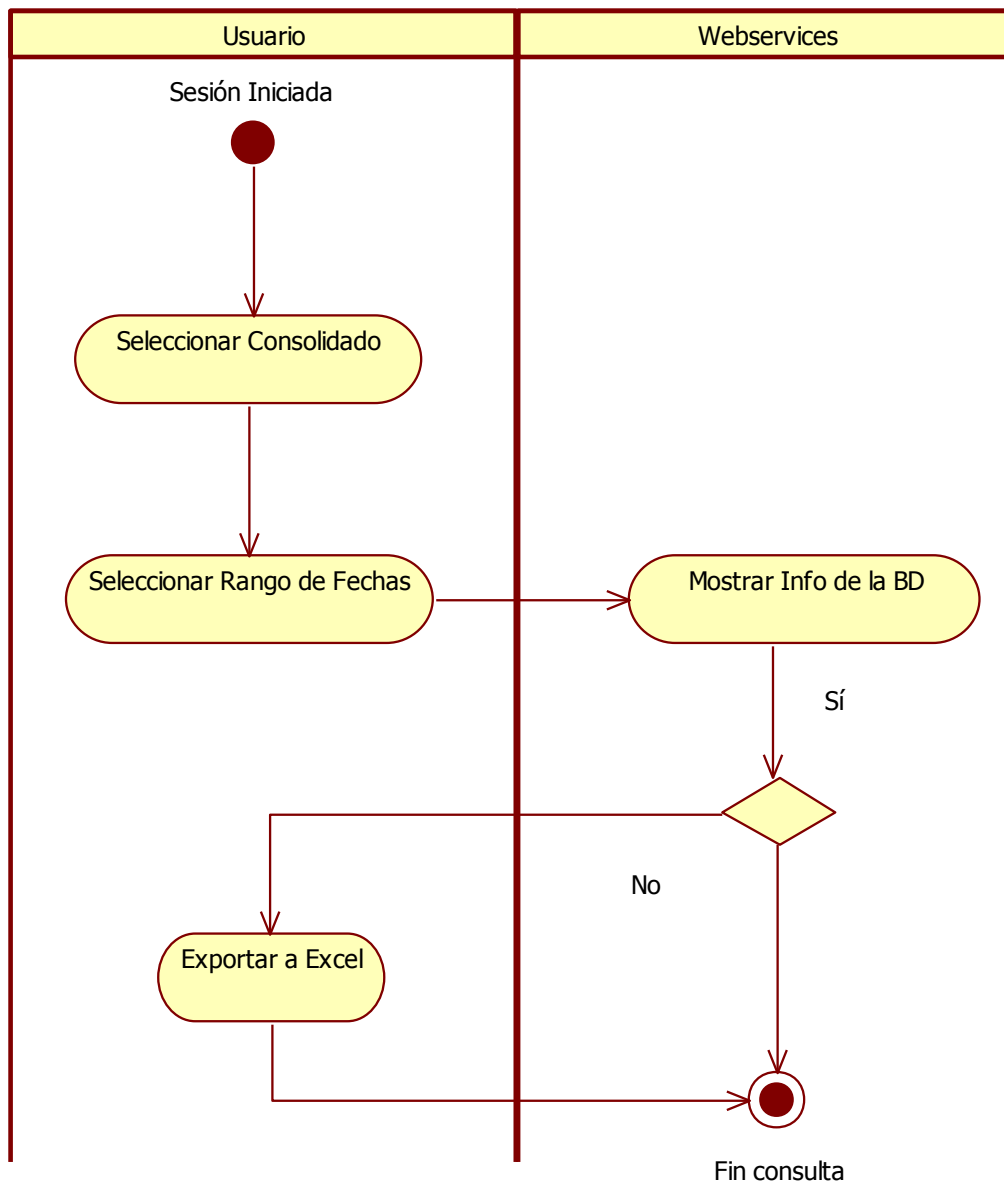 Usuario
Webservices
Sesión Iniciada
Seleccionar Consolidado
Seleccionar Rango de Fechas
Mostrar Info de la BD
Sí
No
Exportar a Excel
Fin consulta